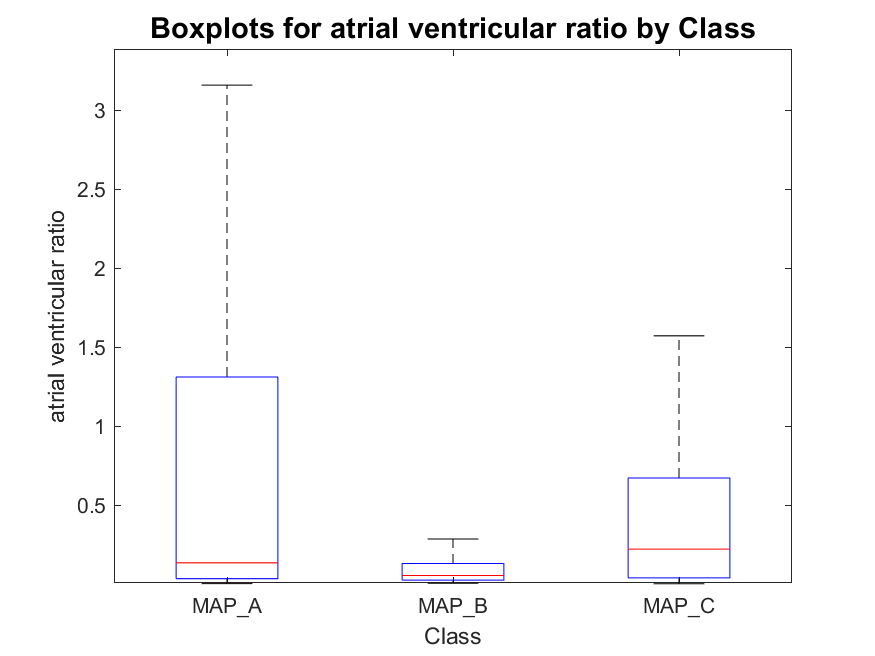 Boxplots for atrial ventricular ratio by Class
atrial ventricular ratio
3
2.5
2
1.5
1
0.5
MAP_A MAP_B MAP_C
Class